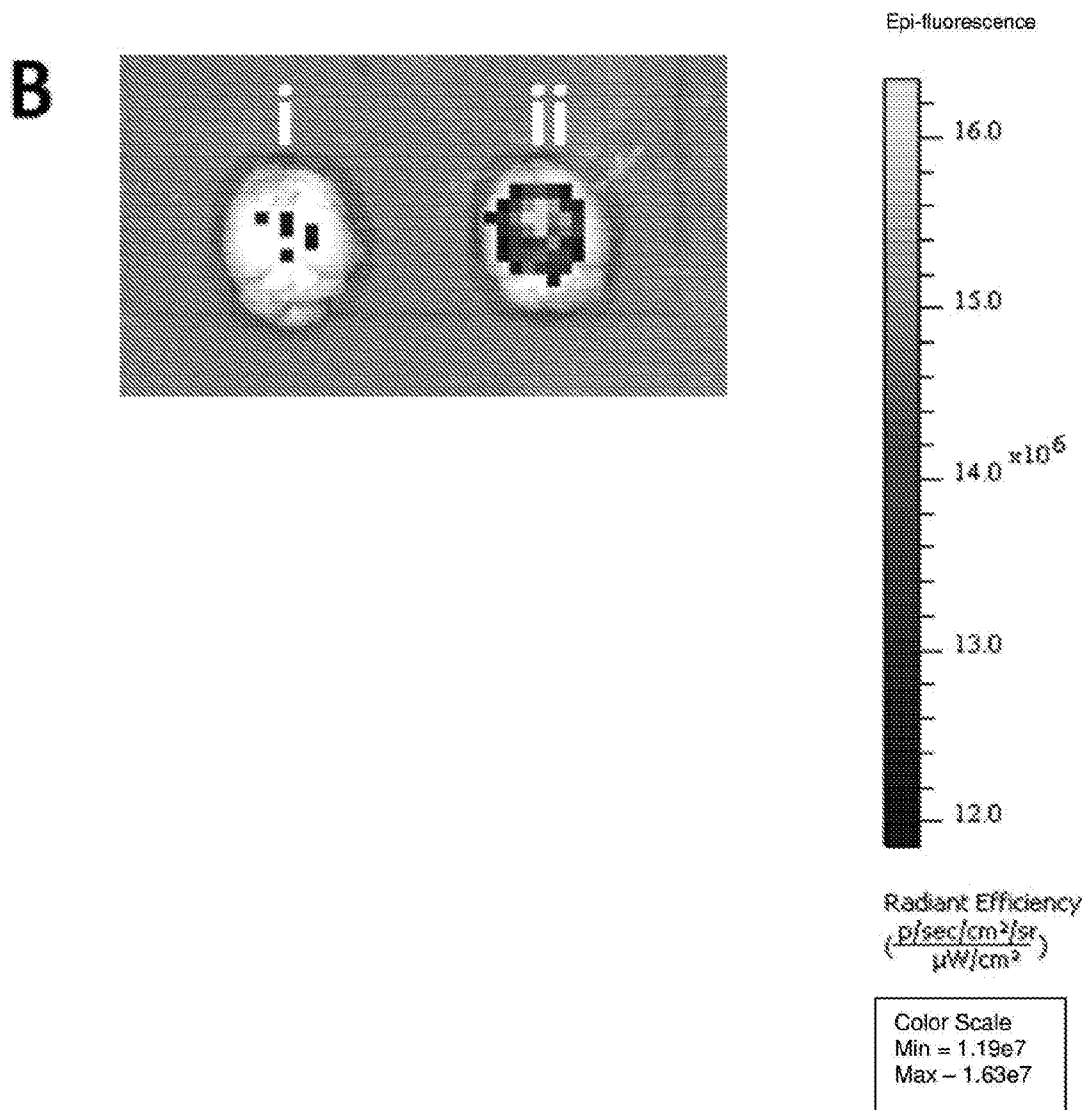 Epi-fluorescence
B
i
ii
16.0
15.0
14.0 ×10⁶
13.0
12.0
Radiant Efficiency
(p/sec/cm²/sr
µW/cm²)
Color Scale
Min = 1.19e7
Max – 1.63e7